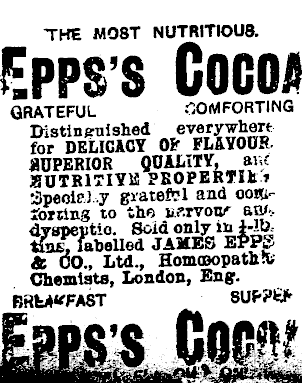 THE MOST NUTRITIOUS.
EPPS'S COCOA
GRATEFUL COMFORTING
Distinguished everywhere
for DELICACY OF FLAVOUR,
SUPERIOR QUALITY, and
NUTRITIVE PROPERTIES.
Specially grateful and com-
forting to the nervous and
dyspeptic. Sold only in ¼-lb.
tins, labelled JAMES EPPS
& CO., Ltd., Homœopathic
Chemists, London, Eng.
BREAKFAST SUPPER
EPPS'S COCOA